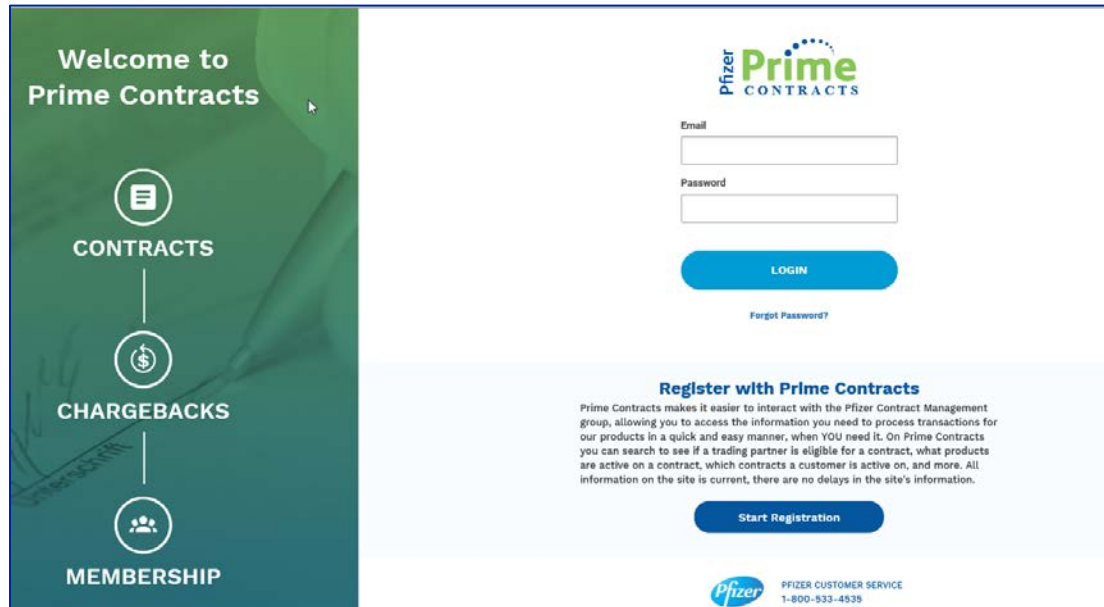 Welcome to
Prime Contracts
CONTRACTS
CHARGEBACKS
Unterschrift
MEMBERSHIP
Pfizer
Prime
CONTRACTS
Email
Password
LOGIN
Forgot Password?
Register with Prime Contracts
Prime Contracts makes it easier to interact with the Pfizer Contract Management
group, allowing you to access the information you need to process transactions for
our products in a quick and easy manner, when YOU need it. On Prime Contracts
you can search to see if a trading partner is eligible for a contract, what products
are active on a contract, which contracts a customer is active on, and more. All
information on the site is current, there are no delays in the site's information.
Start Registration
Pfizer
PFIZER CUSTOMER SERVICE
1-800-533-4535